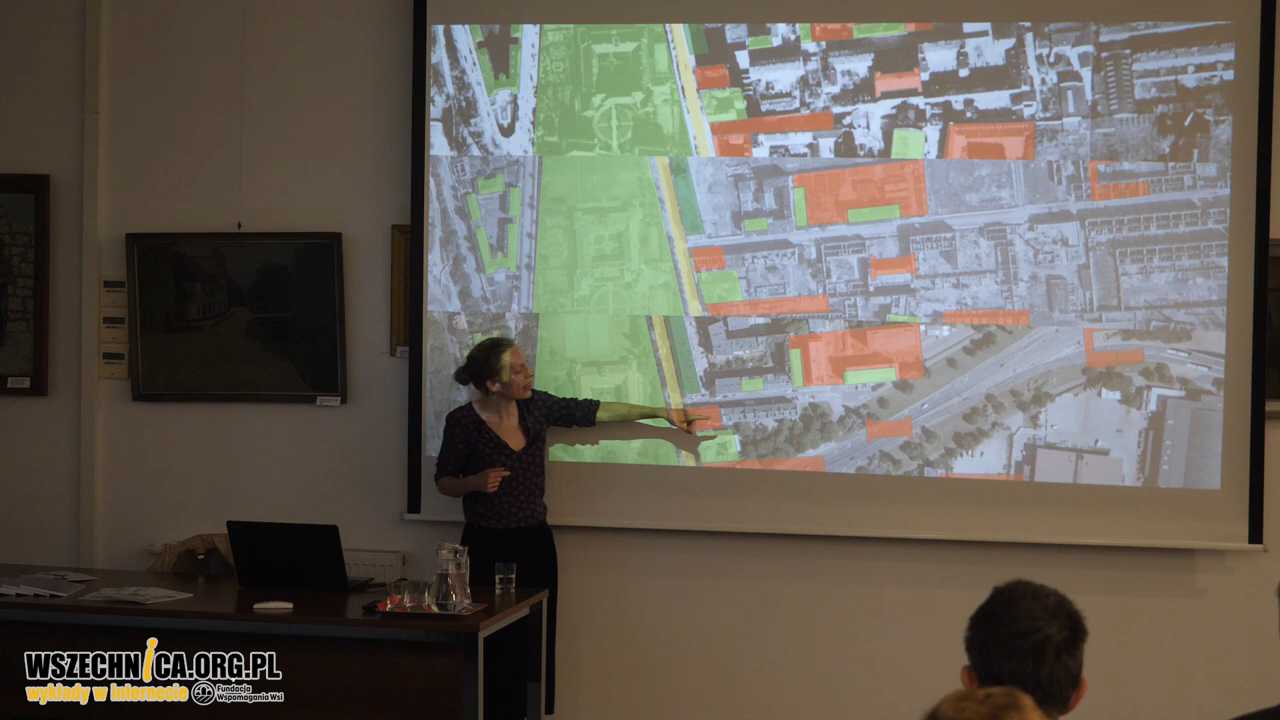 WSZECHNICA.ORG.PL
wykłady w internecie
Fundacja
Wspomagania Wsi